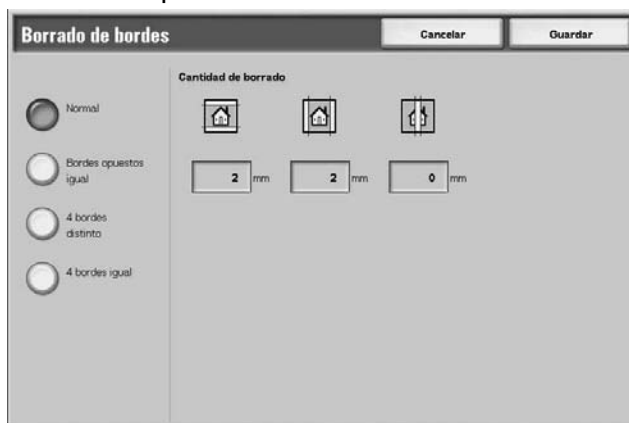 Borrado de bordes
Cancelar
Guardar
Cantidad de borrado
Normal
Bordes opuestos
igual
4 bordes
distinto
4 bordes igual
2 mm 2 mm 0 mm